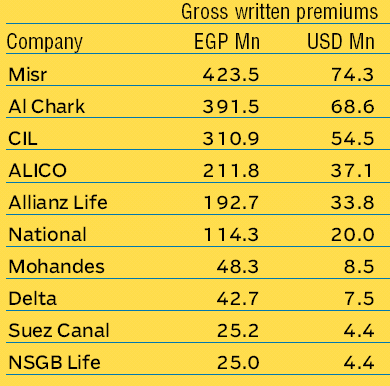 Gross written premiums
Company EGP Mn USD Mn
Misr 423.5 74.3
Al Chark 391.5 68.6
CIL 310.9 54.5
ALICO 211.8 37.1
Allianz Life 192.7 33.8
National 114.3 20.0
Mohandes 48.3 8.5
Delta 42.7 7.5
Suez Canal 25.2 4.4
NSGB Life 25.0 4.4